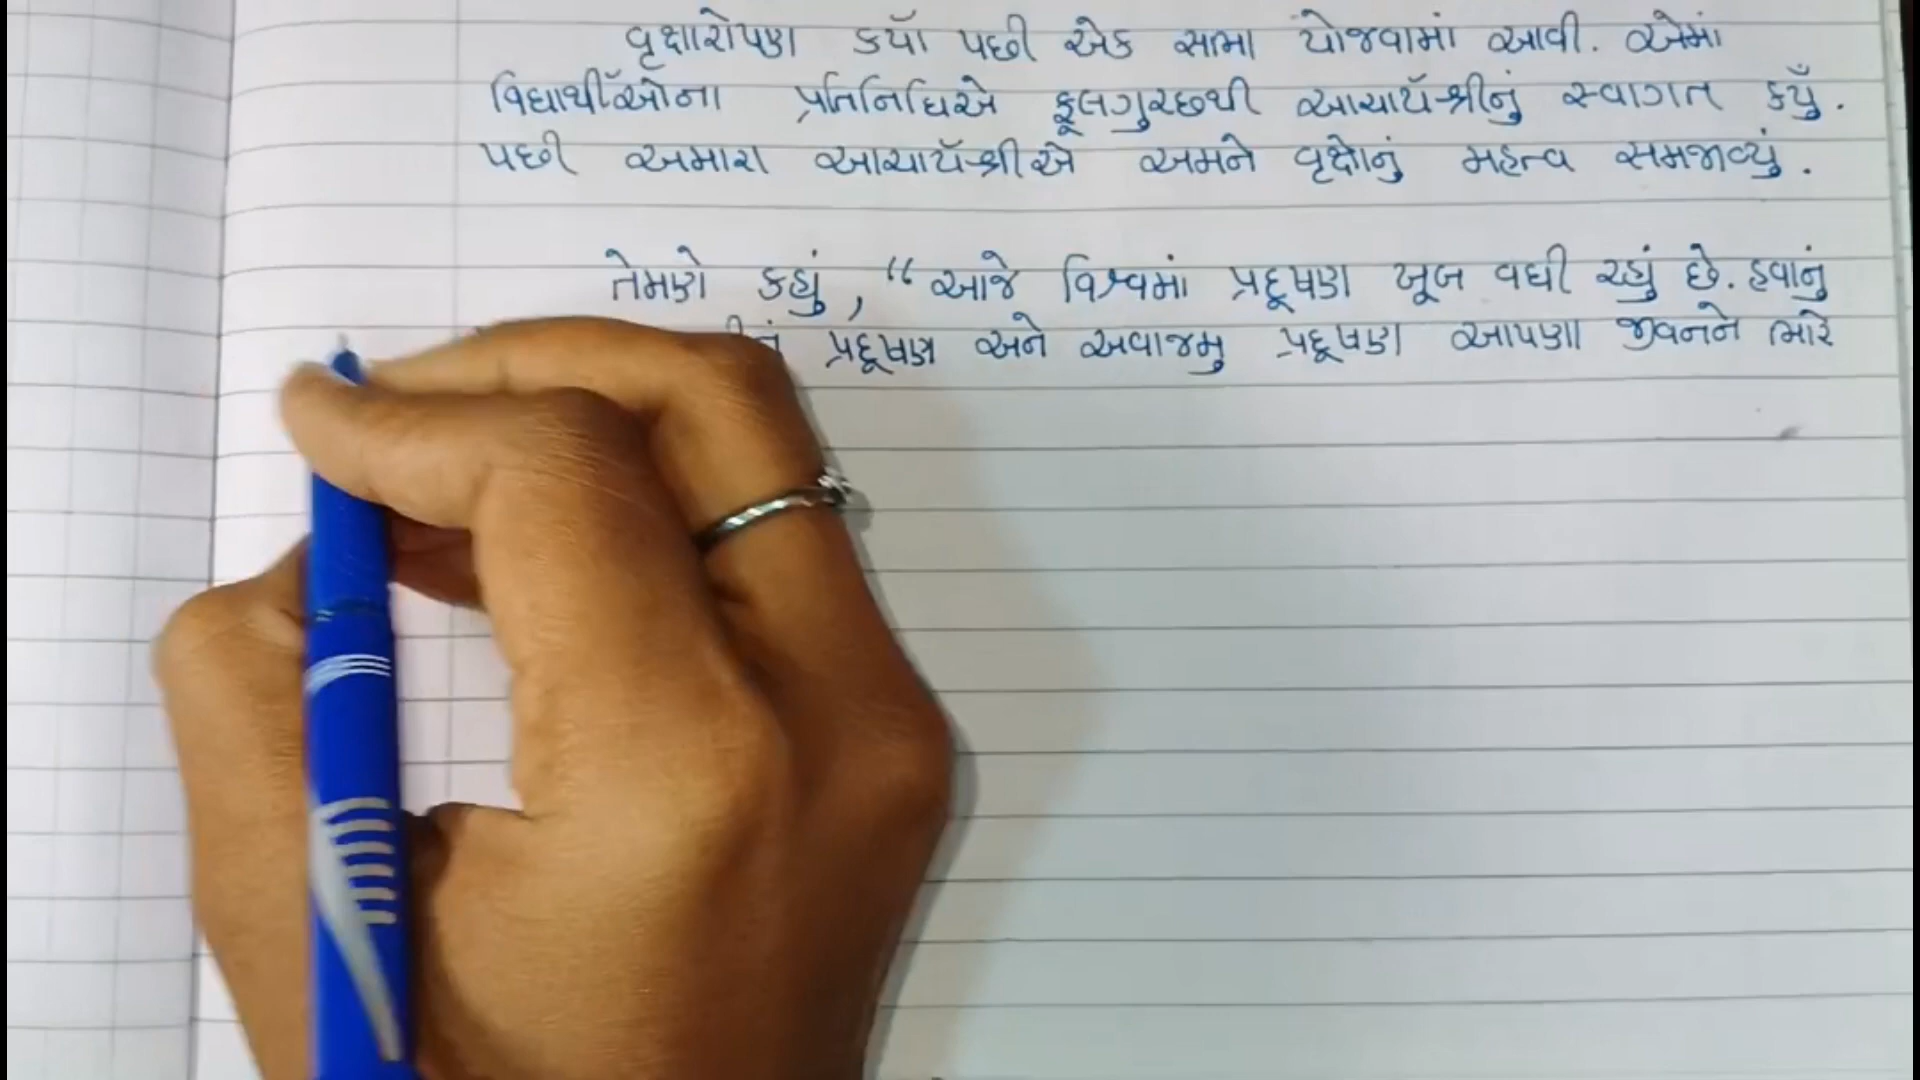 વૃક્ષારોપણ કર્યા પછી એક સભા યોજવામાં આવી. એમાં
વિદ્યાર્થીઓના પ્રતિનિધિએ ફૂલગુચ્છથી આચાર્યશ્રીનું સ્વાગત કર્યું.
પછી અમારા આચાર્યશ્રીએ અમને વૃક્ષોનું મહત્વ સમજાવ્યું.
તેમણે કહ્યું, “આજે વિશ્વમાં પ્રદૂષણ ખૂબ વધી રહ્યું છે. હવાનું
પ્રદૂષણ અને અવાજમુ પ્રદૂષણ આપણા જીવનને ભારે